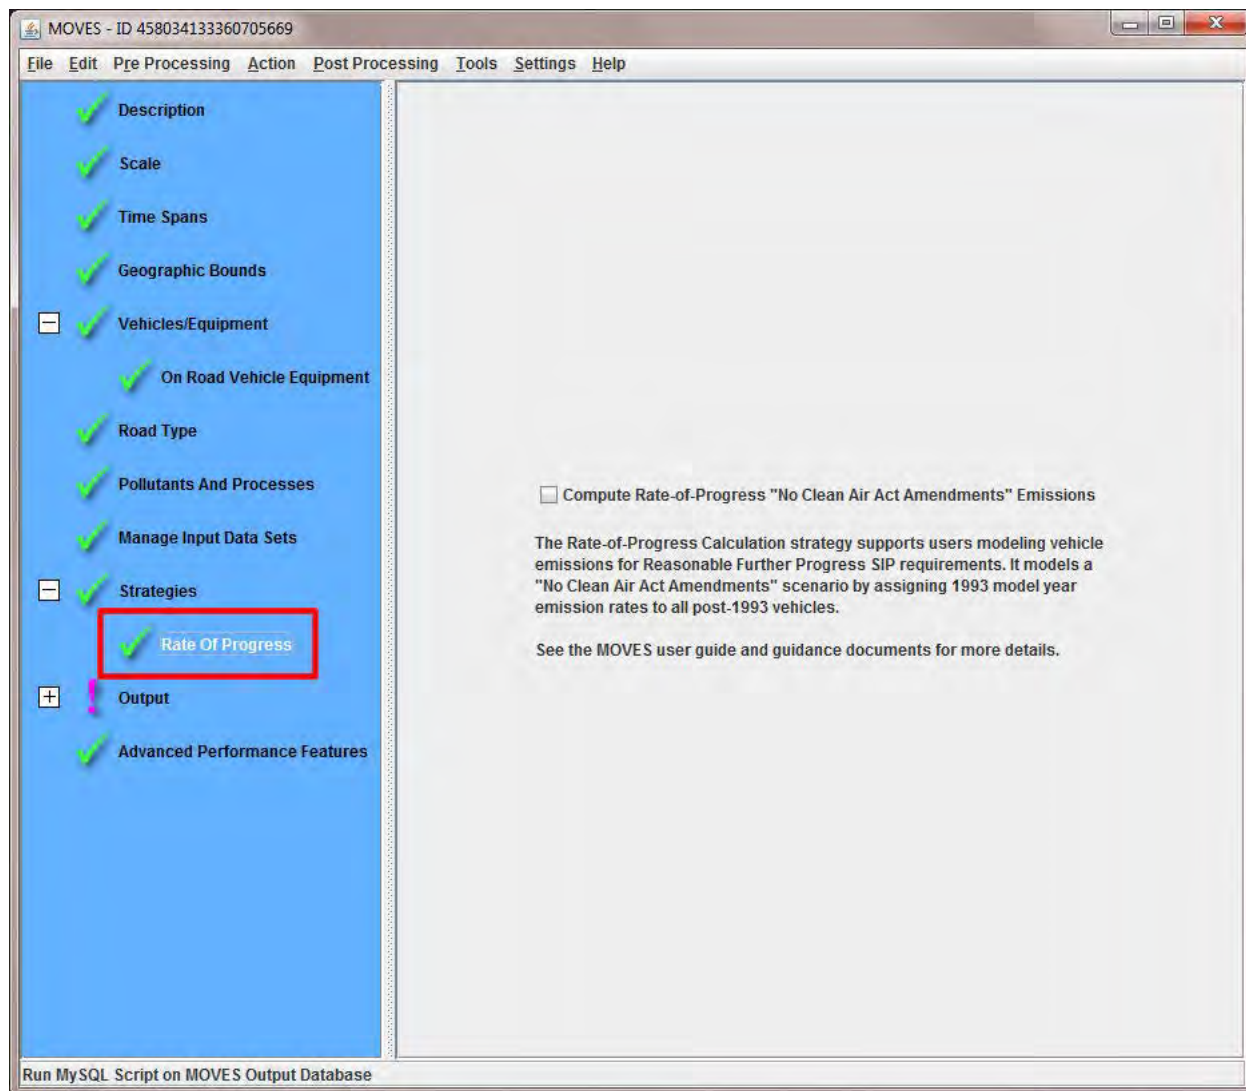 MOVES - ID 458034133360705669
File Edit Pre Processing Action Post Processing Tools Settings Help
Description
Scale
Time Spans
Geographic Bounds
Vehicles/Equipment
On Road Vehicle Equipment
Road Type
Pollutants And Processes
Manage Input Data Sets
Strategies
Rate Of Progress
Output
Advanced Performance Features
Compute Rate-of-Progress "No Clean Air Act Amendments" Emissions
The Rate-of-Progress Calculation strategy supports users modeling vehicle
emissions for Reasonable Further Progress SIP requirements. It models a
"No Clean Air Act Amendments" scenario by assigning 1993 model year
emission rates to all post-1993 vehicles.
See the MOVES user guide and guidance documents for more details.
Run MySQL Script on MOVES Output Database